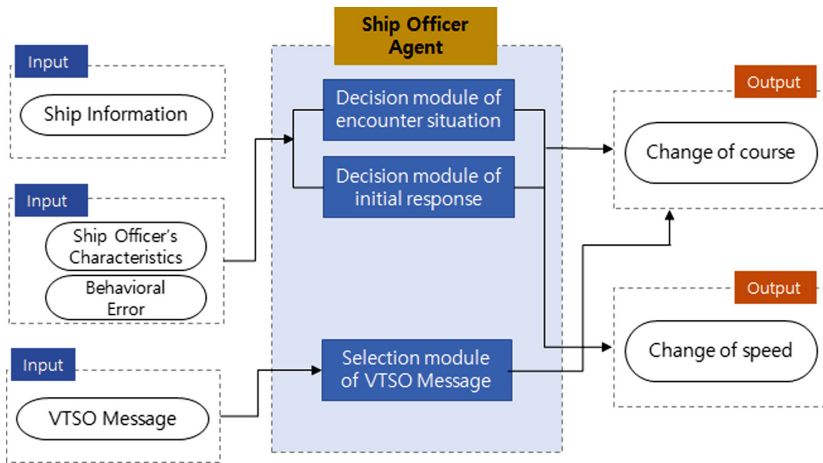 Ship Officer
Agent
Input
Ship Information
Input
Ship Officer's
Characteristics
Behavioral
Error
Input
VTSO Message
Decision module of
encounter situation
Decision module of
initial response
Selection module
of VTSO Message
Output
Change of course
Output
Change of speed